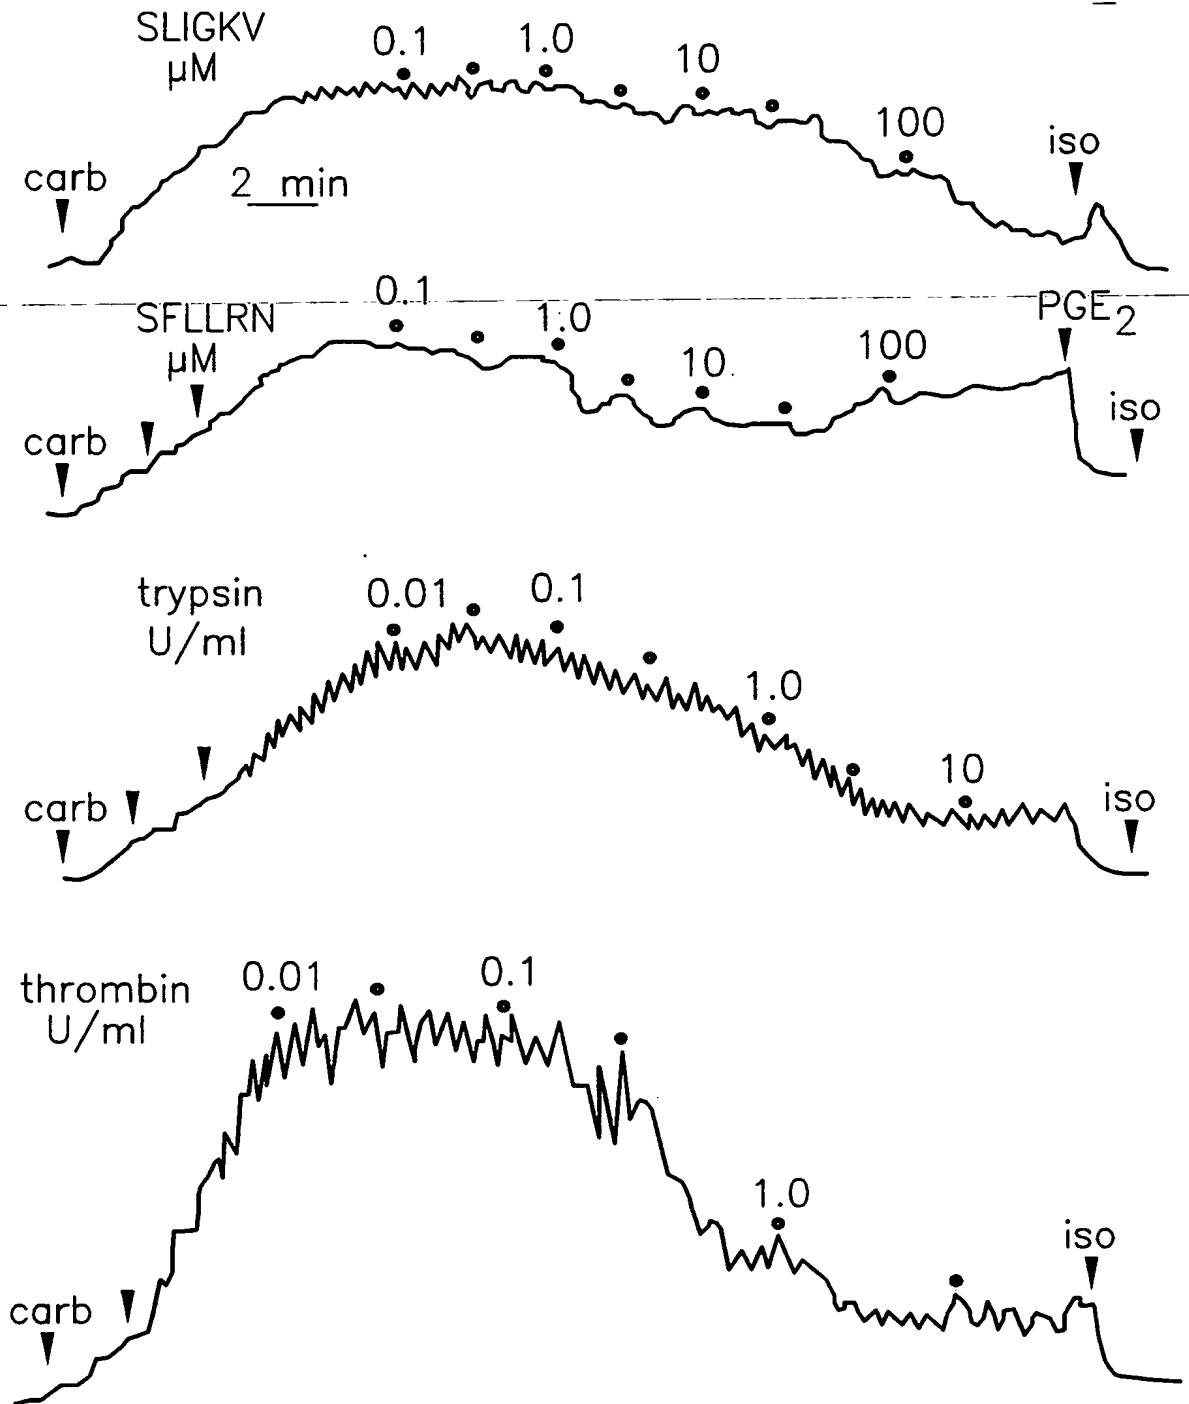 SLIGKV
µM
0.1
1.0
10
100
iso
carb
2 min
0.1
SFLLRN
µM
1.0
10
100
PGE2
iso
carb
trypsin
U/ml
0.01
0.1
1.0
10
carb
iso
thrombin
U/ml
0.01
0.1
1.0
iso
carb